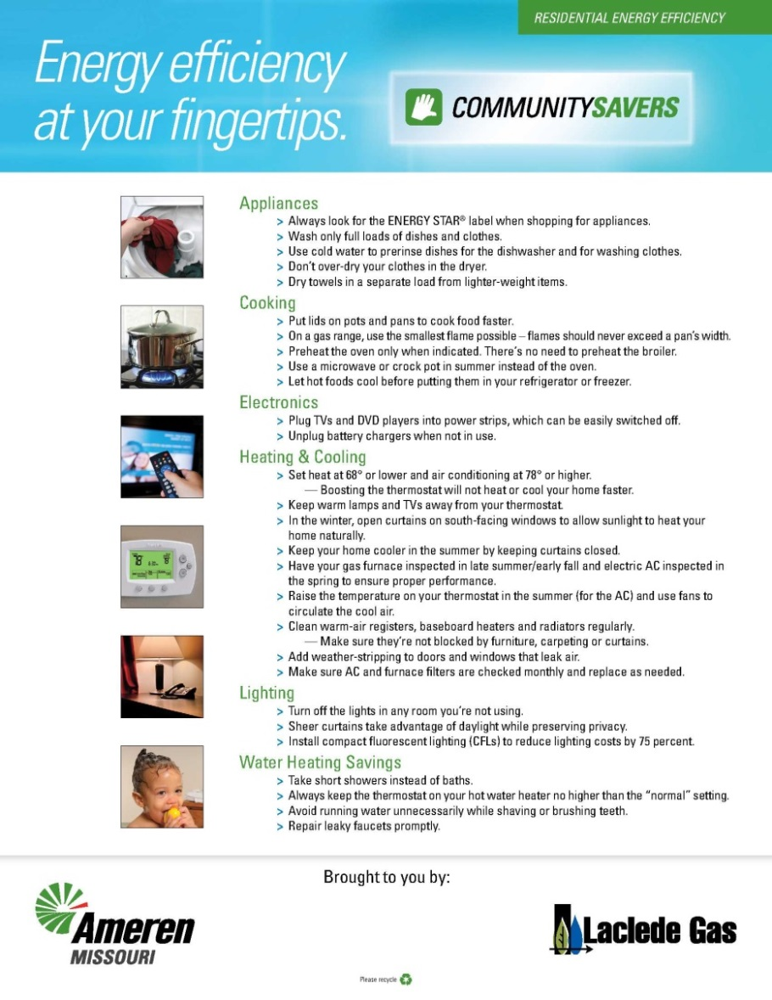 RESIDENTIAL ENERGY EFFICIENCY
Energy efficiency
at your fingertips.
COMMUNITYSAVERS
Appliances
> Always look for the ENERGY STAR® label when shopping for appliances.
> Wash only full loads of dishes and clothes.
> Use cold water to prerinse dishes for the dishwasher and for washing clothes.
> Don't over-dry your clothes in the dryer.
> Dry towels in a separate load from lighter-weight items.
Cooking
> Put lids on pots and pans to cook food faster.
> On a gas range, use the smallest flame possible – flames should never exceed a pan's width.
> Preheat the oven only when indicated. There's no need to preheat the broiler.
> Use a microwave or crock pot in summer instead of the oven.
> Let hot foods cool before putting them in your refrigerator or freezer.
Electronics
> Plug TVs and DVD players into power strips, which can be easily switched off.
> Unplug battery chargers when not in use.
Heating & Cooling
> Set heat at 68° or lower and air conditioning at 78° or higher.
— Boosting the thermostat will not heat or cool your home faster.
> Keep warm lamps and TVs away from your thermostat.
> In the winter, open curtains on south-facing windows to allow sunlight to heat your
home naturally.
> Keep your home cooler in the summer by keeping curtains closed.
> Have your gas furnace inspected in late summer/early fall and electric AC inspected in
the spring to ensure proper performance.
> Raise the temperature on your thermostat in the summer (for the AC) and use fans to
circulate the cool air.
> Clean warm-air registers, baseboard heaters and radiators regularly.
— Make sure they're not blocked by furniture, carpeting or curtains.
> Add weather-stripping to doors and windows that leak air.
> Make sure AC and furnace filters are checked monthly and replace as needed.
Lighting
> Turn off the lights in any room you're not using.
> Sheer curtains take advantage of daylight while preserving privacy.
> Install compact fluorescent lighting (CFLs) to reduce lighting costs by 75 percent.
Water Heating Savings
> Take short showers instead of baths.
> Always keep the thermostat on your hot water heater no higher than the “normal” setting.
> Avoid running water unnecessarily while shaving or brushing teeth.
> Repair leaky faucets promptly.
Brought to you by:
Ameren
MISSOURI
Laclede Gas
Please recycle